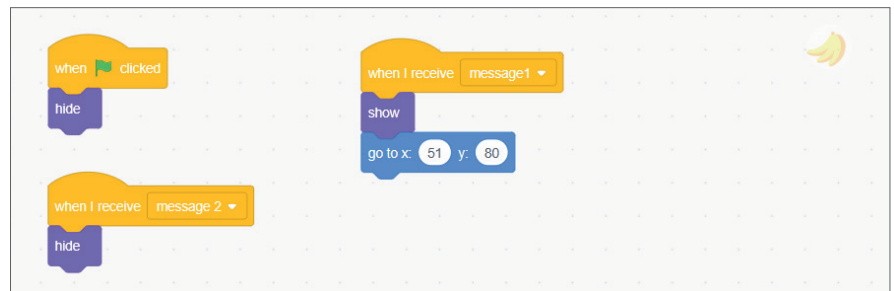 when clicked
hide
when I receive message 2
hide
when I receive message1
show
go to x: 51 y: 80